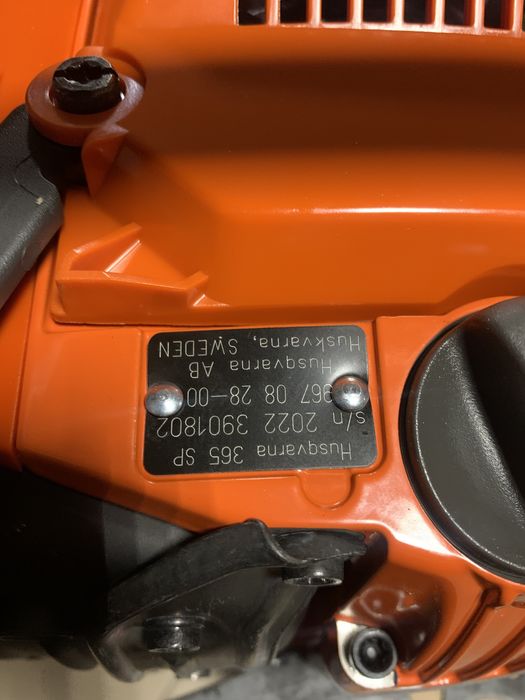 Husqvarna 365 SP
s/n 2022 3901802
967 08 28-00
Husqvarna AB
Huskvarna, SWEDEN